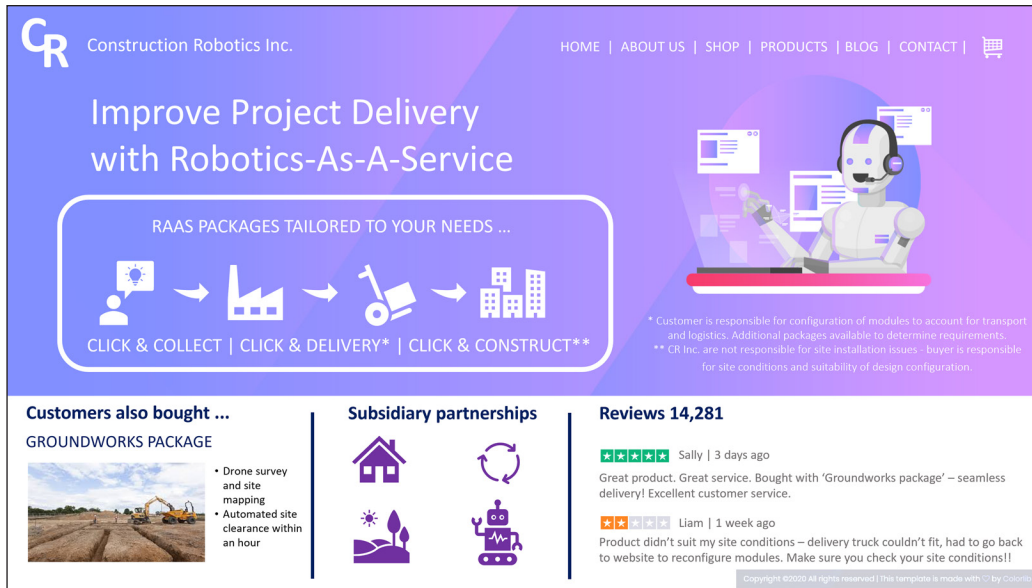 CR
Construction Robotics Inc.
HOME | ABOUT US | SHOP | PRODUCTS | BLOG | CONTACT |
Improve Project Delivery
with Robotics-As-A-Service
RAAS PACKAGES TAILORED TO YOUR NEEDS ...
CLICK & COLLECT | CLICK & DELIVERY* | CLICK & CONSTRUCT**
* Customer is responsible for configuration of modules to account for transport
and logistics. Additional packages available to determine requirements.
** CR Inc. are not responsible for site installation issues - buyer is responsible
for site conditions and suitability of design configuration.
Customers also bought ...
GROUNDWORKS PACKAGE
• Drone survey
and site
mapping
• Automated site
clearance within
an hour
Subsidiary partnerships
Reviews 14,281
Sally | 3 days ago
Great product. Great service. Bought with ‘Groundworks package’ – seamless
delivery! Excellent customer service.
Liam | 1 week ago
Product didn’t suit my site conditions – delivery truck couldn’t fit, had to go back
to website to reconfigure modules. Make sure you check your site conditions!!
Copyright ©2020 All rights reserved | This template is made with ♡ by